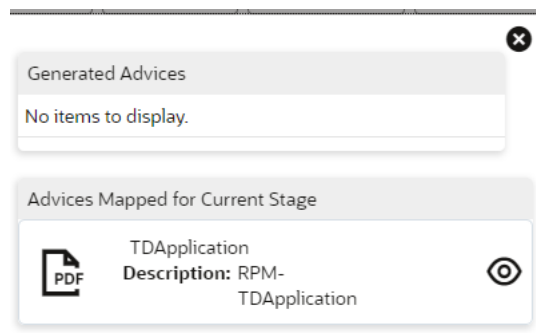 Generated Advices
No items to display.
Advices Mapped for Current Stage
TDApplication
PDF
Description: RPM-
TDApplication